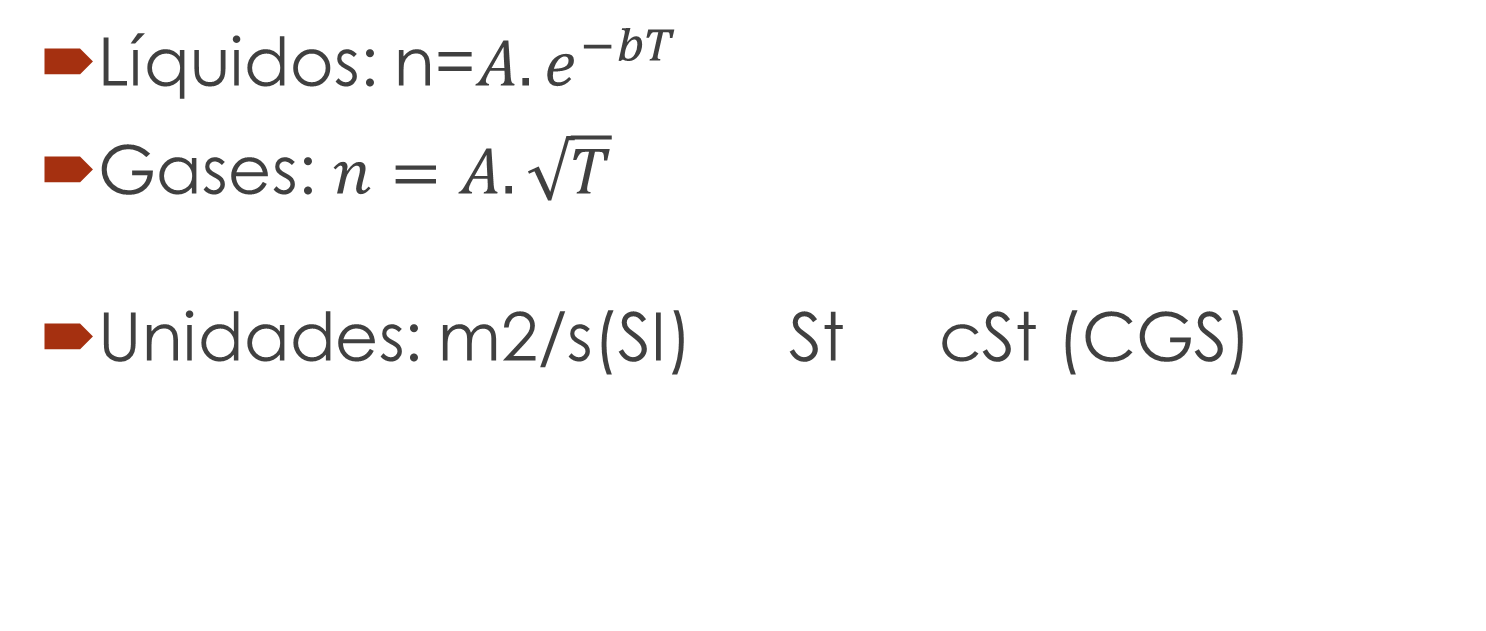 Líquidos: n=A.e^{-bT}
Gases: n = A.√T
Unidades: m2/s(SI) St cSt (CGS)